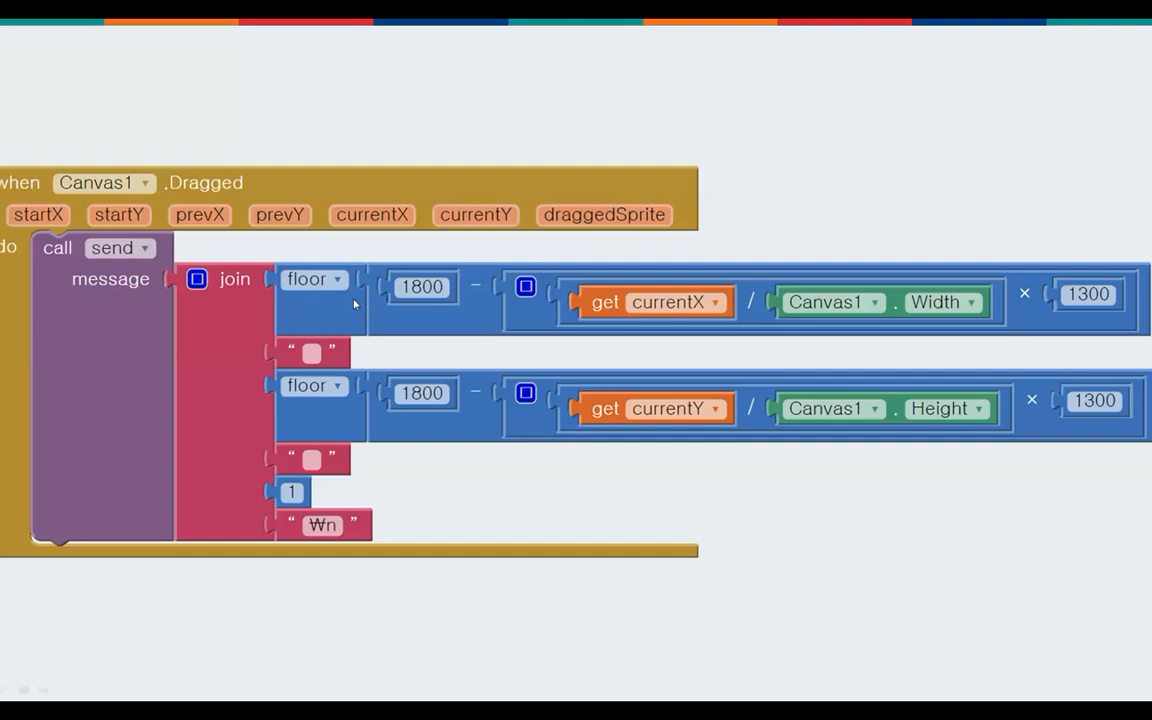 when Canvas1 .Dragged
startX startY prevX prevY currentX currentY draggedSprite
do call send
message join floor 1800 - get currentX / Canvas1 . Width × 1300
“ ”
floor 1800 - get currentY / Canvas1 . Height × 1300
“ ”
1
“ ₩n ”